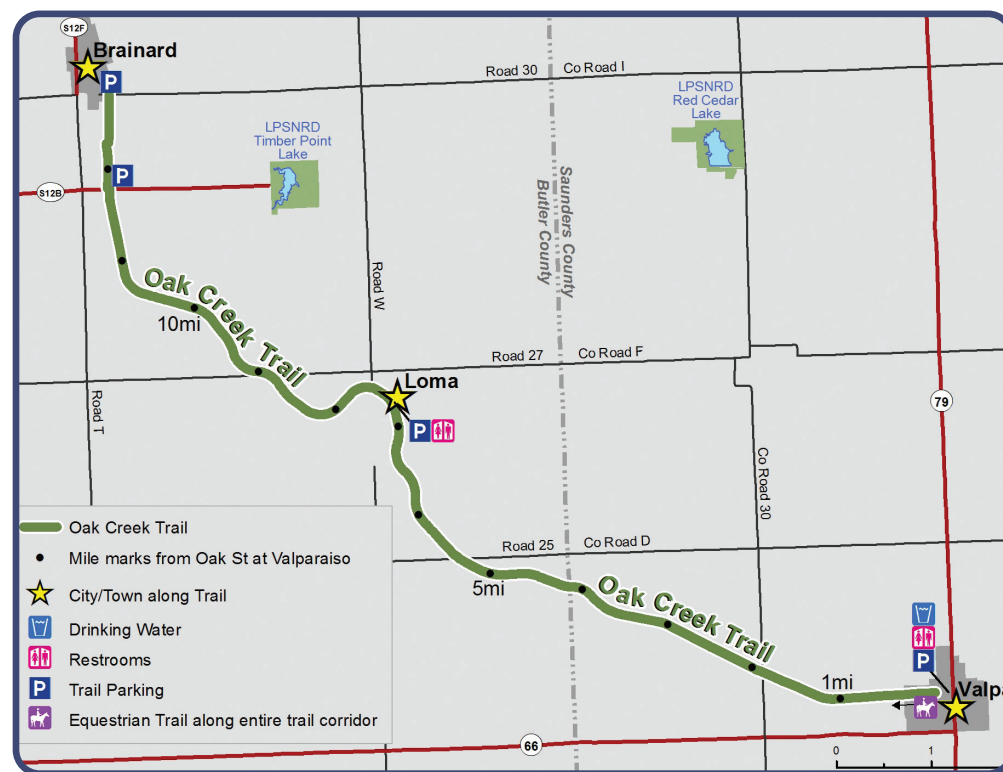 S12F
Brainard
P
Road 30
Co Road I
LPSNRD
Timber Point
Lake
LPSNRD
Red Cedar
Lake
P
S12B
Saunders County
Butler County
Oak Creek Trail
10mi
Road W
Road 27
Co Road F
Loma
P
Road T
79
Co Road 30
Road 25
Co Road D
5mi
Oak Creek Trail
1mi
P
Valpa
66
0
1
Oak Creek Trail
Mile marks from Oak St at Valparaiso
City/Town along Trail
Drinking Water
Restrooms
P
Trail Parking
Equestrian Trail along entire trail corridor